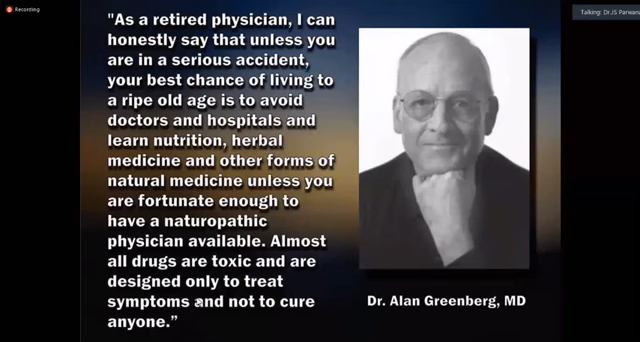 Recording
Talking: Dr.JS Parwana
"As a retired physician, I can
honestly say that unless you
are in a serious accident,
your best chance of living to
a ripe old age is to avoid
doctors and hospitals and
learn nutrition, herbal
medicine and other forms of
natural medicine unless you
are fortunate enough to
have a naturopathic
physician available. Almost
all drugs are toxic and are
designed only to treat
symptoms and not to cure
anyone.”
Dr. Alan Greenberg, MD